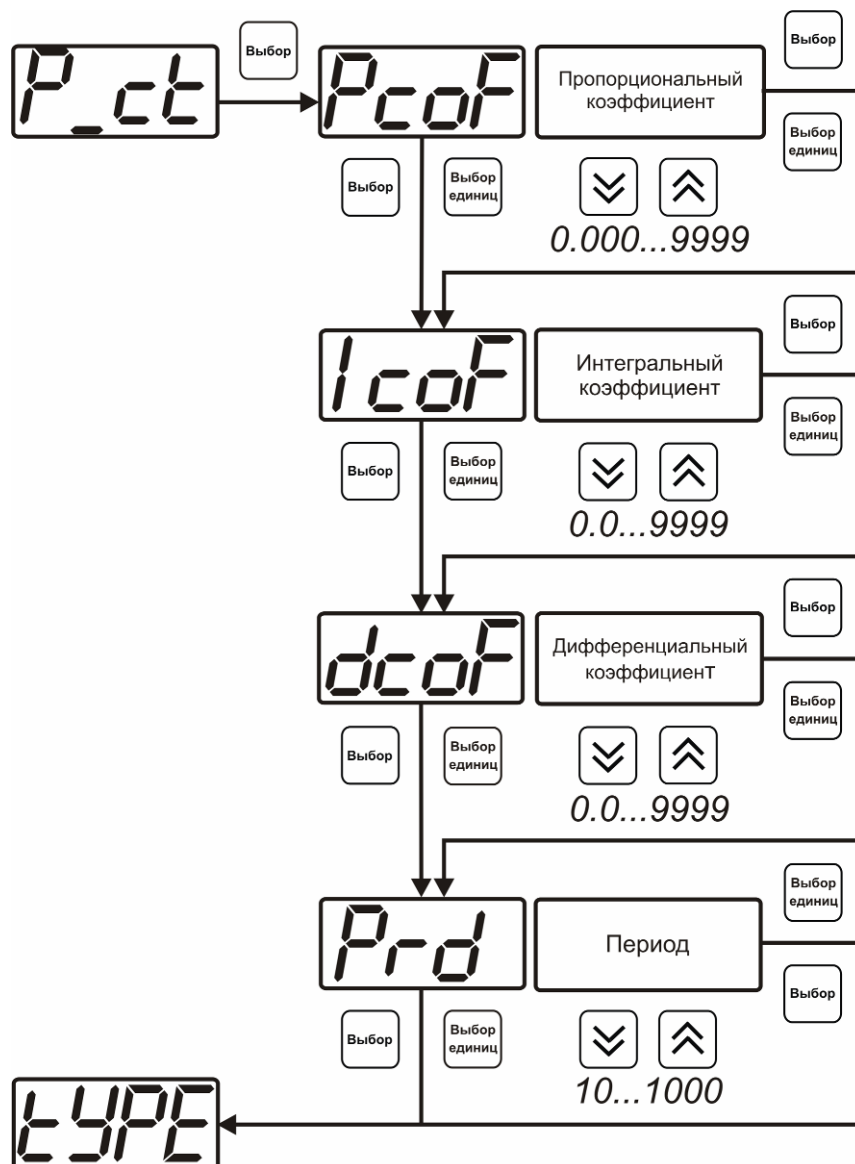 P_ct
Выбор
PcoF
Пропорциональный
коэффициент
Выбор
Выбор
единиц
Выбор
Выбор
единиц
0.000...9999
IcoF
Интегральный
коэффициент
Выбор
Выбор
единиц
Выбор
Выбор
единиц
0.0...9999
dcoF
Дифференциальный
коэффициент
Выбор
Выбор
единиц
Выбор
Выбор
единиц
0.0...9999
Prd
Период
Выбор
единиц
Выбор
Выбор
Выбор
единиц
10...1000
tYPE